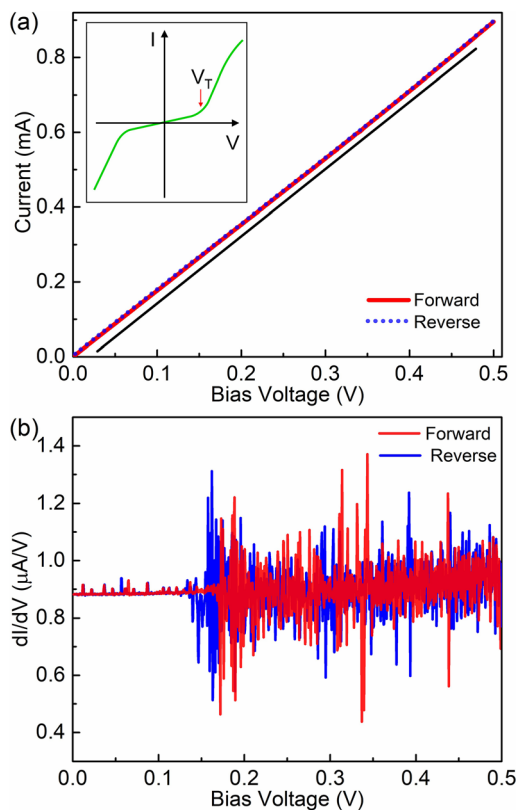 (a)
I
V_T
V
Current (mA)
0.8
0.6
0.4
0.2
0.0
Forward
Reverse
0.0 0.1 0.2 0.3 0.4 0.5
Bias Voltage (V)
(b)
dI/dV (μA/V)
1.4
1.2
1.0
0.8
0.6
0.4
Forward
Reverse
0.0 0.1 0.2 0.3 0.4 0.5
Bias Voltage (V)